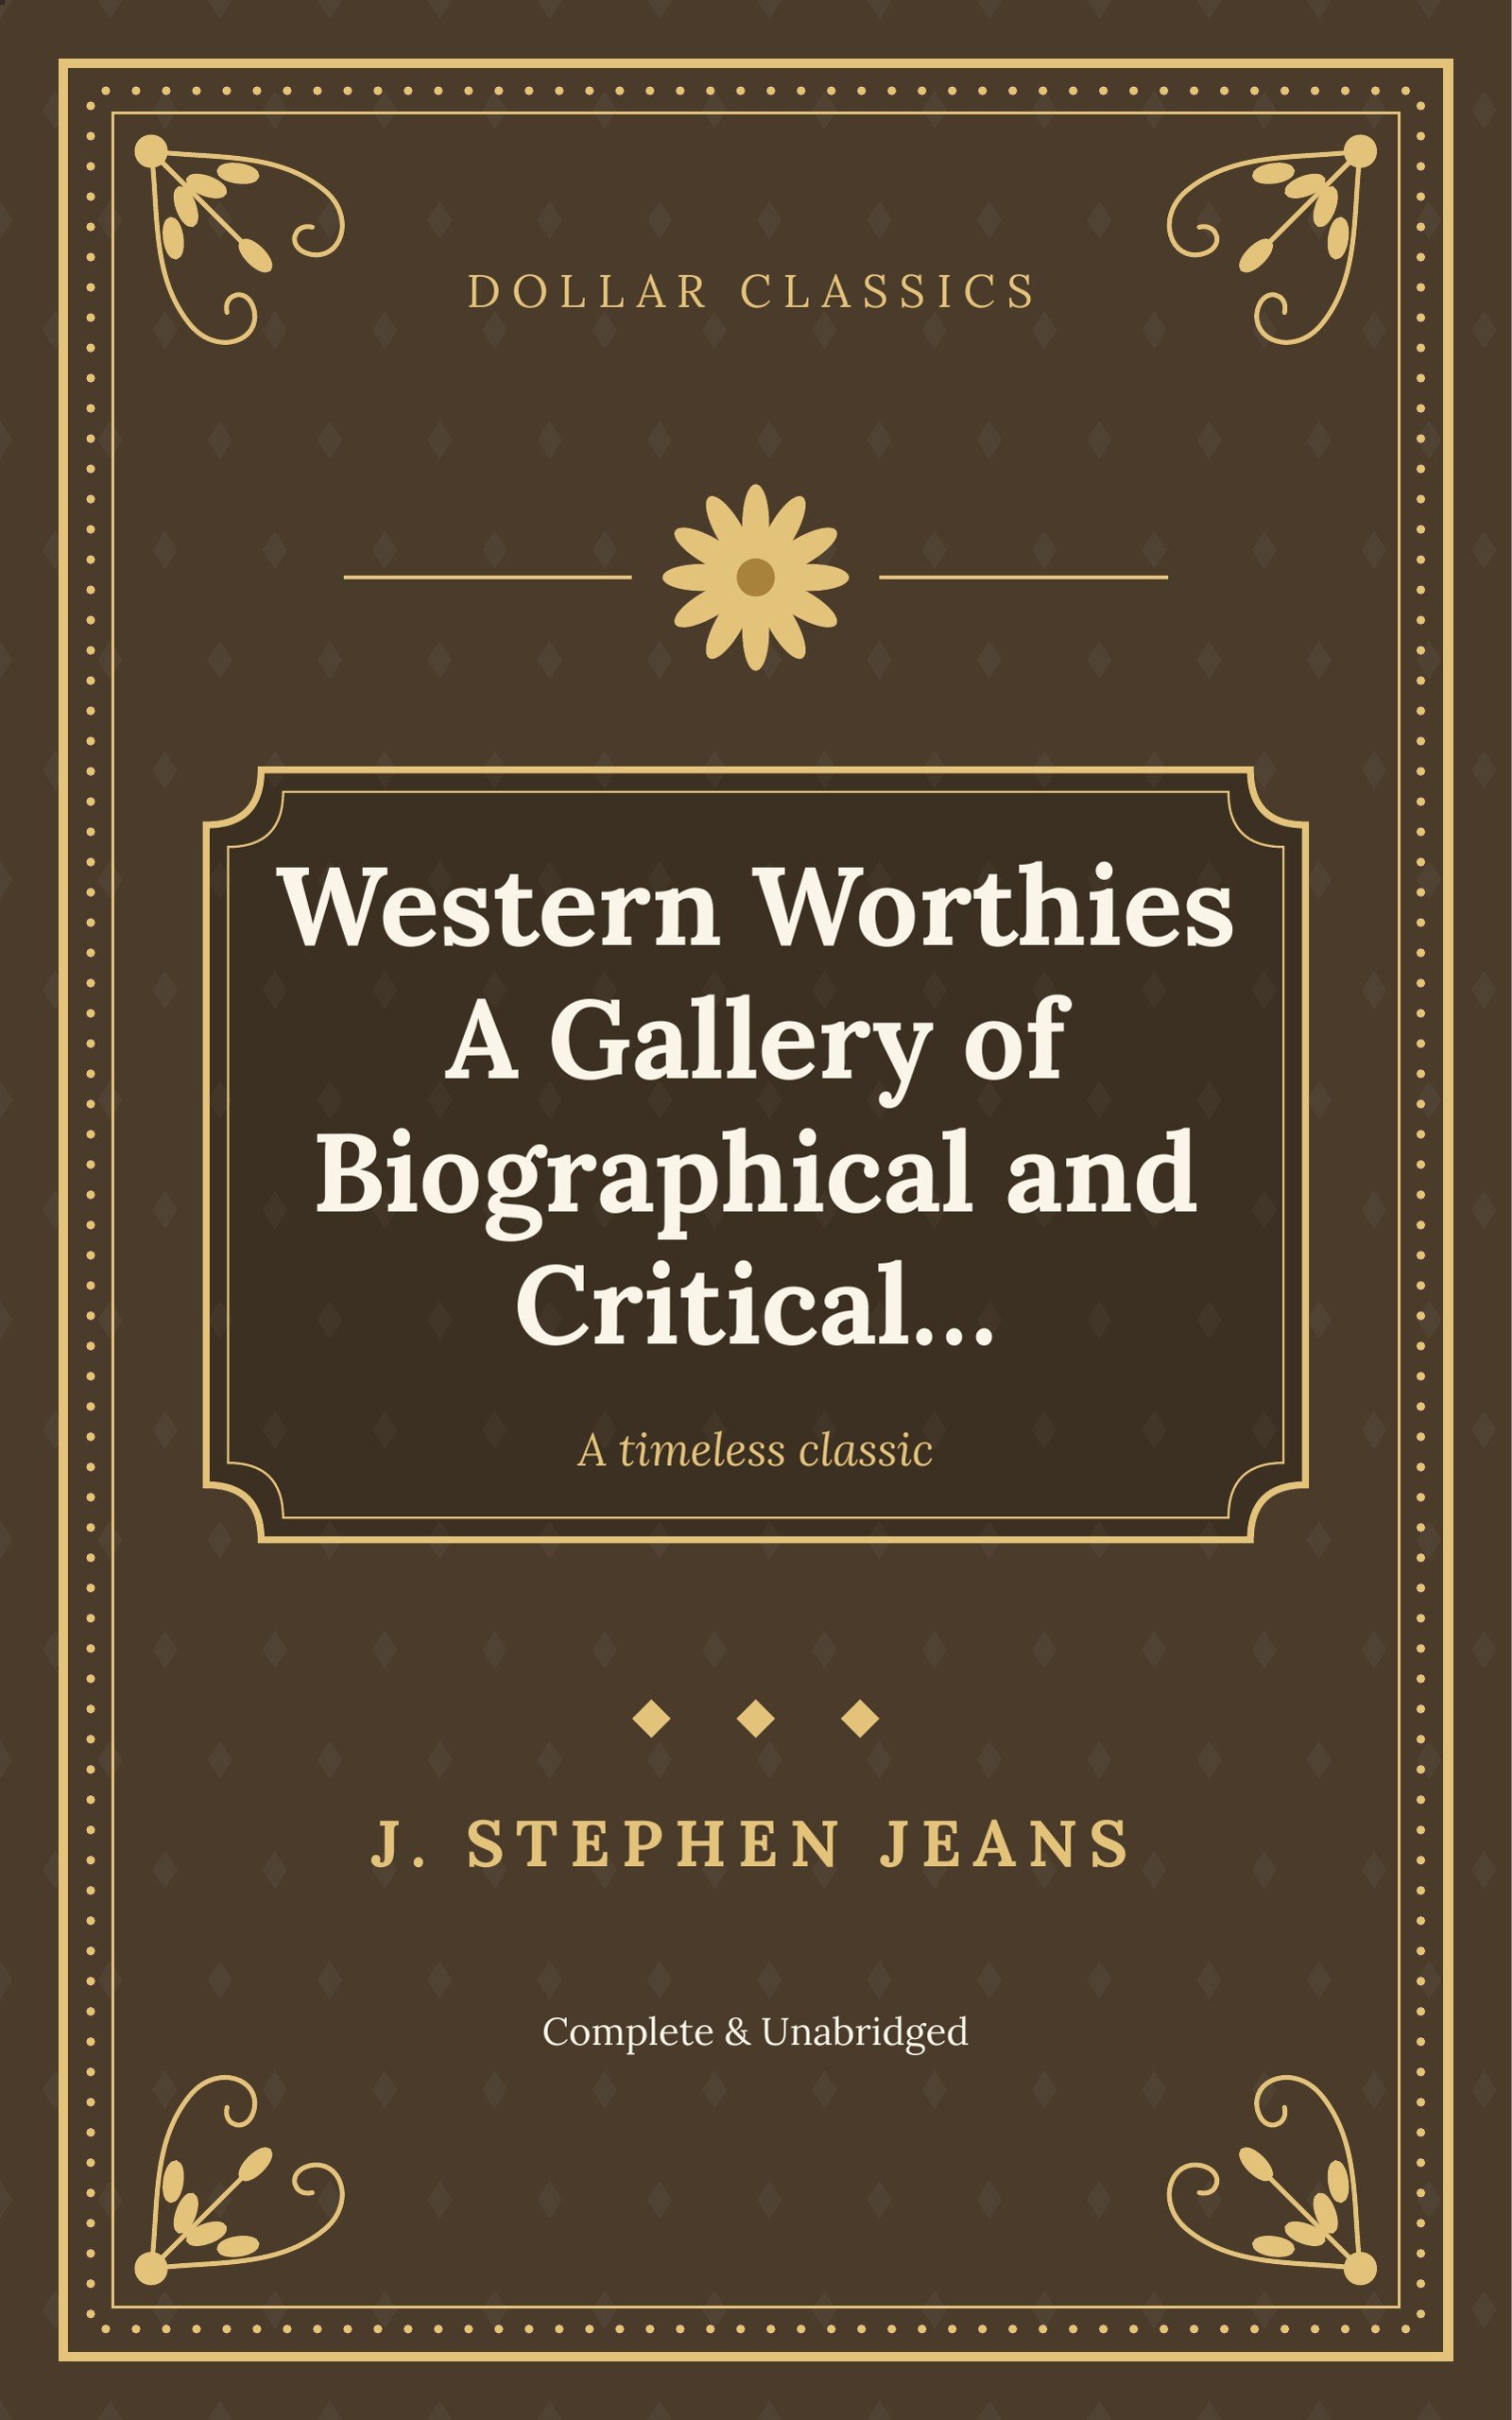 DOLLAR CLASSICS
Western Worthies
A Gallery of
Biographical and
Critical...
A timeless classic
J. STEPHEN JEANS
Complete & Unabridged